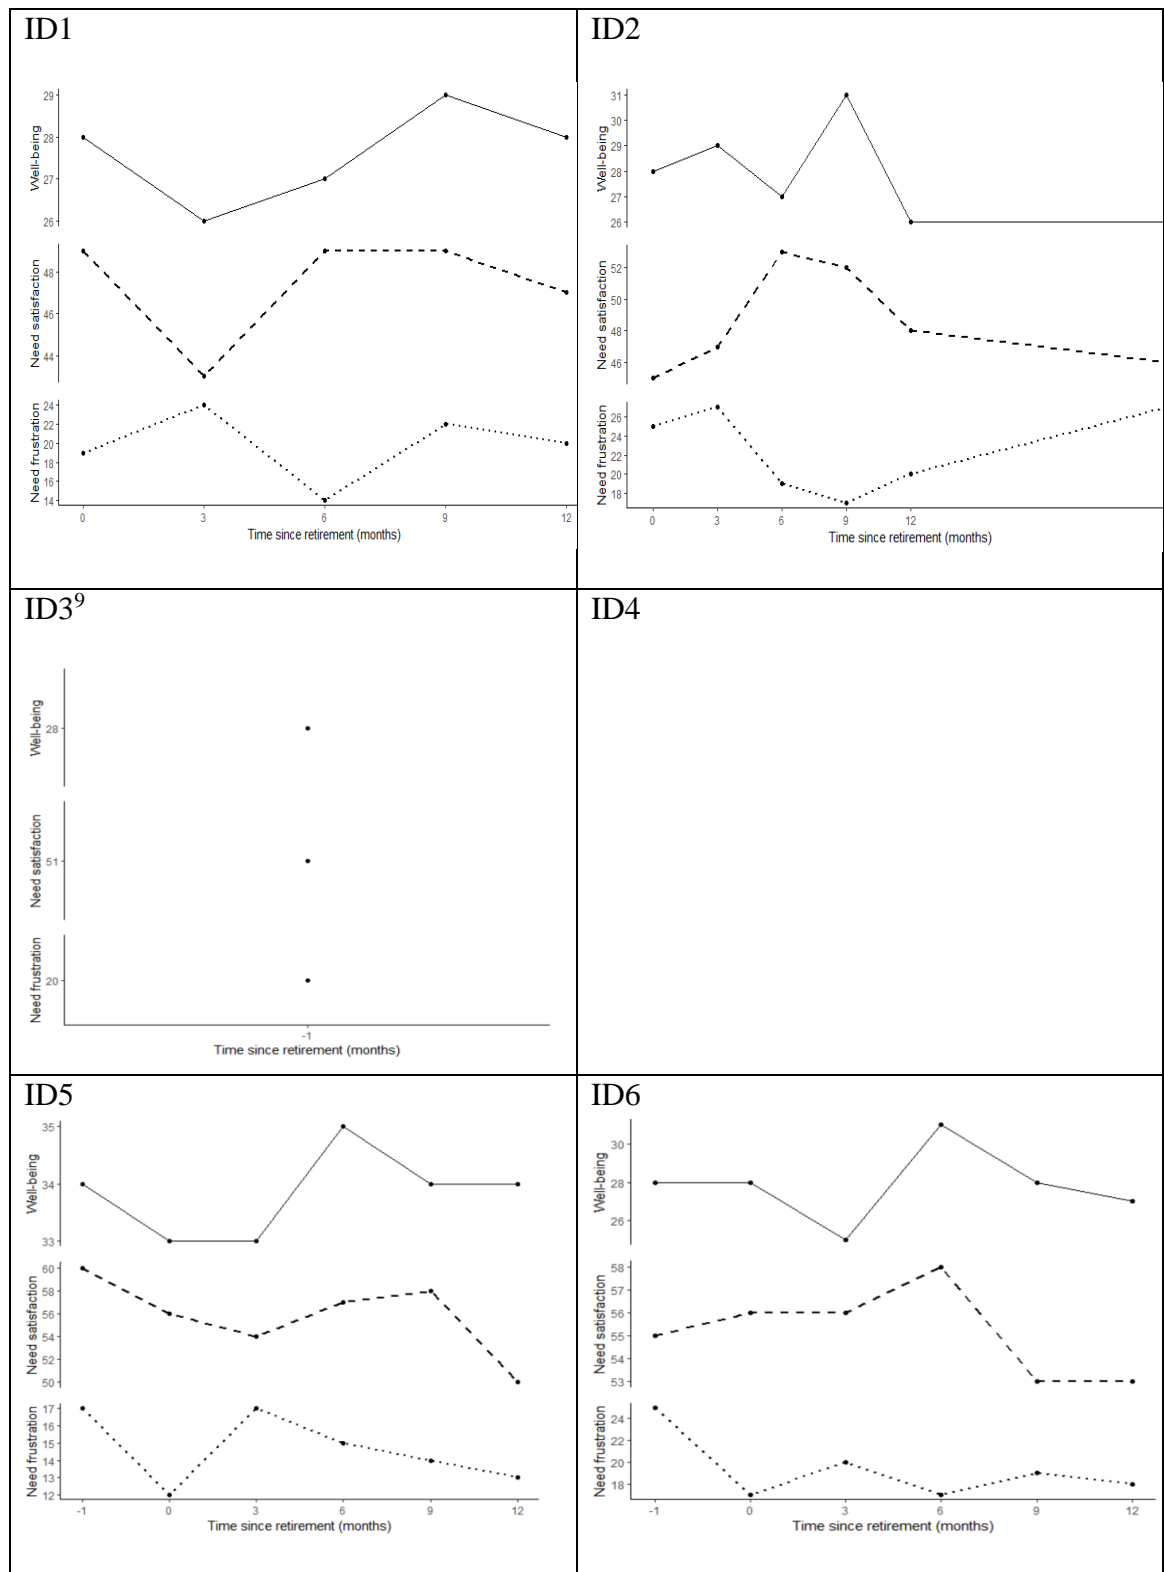 ID1
Well-being
29
28
27
26
Need satisfaction
48
46
44
Need frustration
24
22
20
18
16
14
0 3 6 9 12
Time since retirement (months)
ID2
Well-being
31
30
29
28
27
26
Need satisfaction
52
50
48
46
Need frustration
26
24
22
20
18
0 3 6 9 12
Time since retirement (months)
ID3⁹
Well-being
28
Need satisfaction
51
Need frustration
20
-1
Time since retirement (months)
ID4
ID5
Well-being
35
34
33
Need satisfaction
60
58
56
54
52
50
Need frustration
17
16
15
14
13
12
-1 0 3 6 9 12
Time since retirement (months)
ID6
Well-being
30
28
26
Need satisfaction
58
57
56
55
54
53
Need frustration
24
22
20
18
-1 0 3 6 9 12
Time since retirement (months)